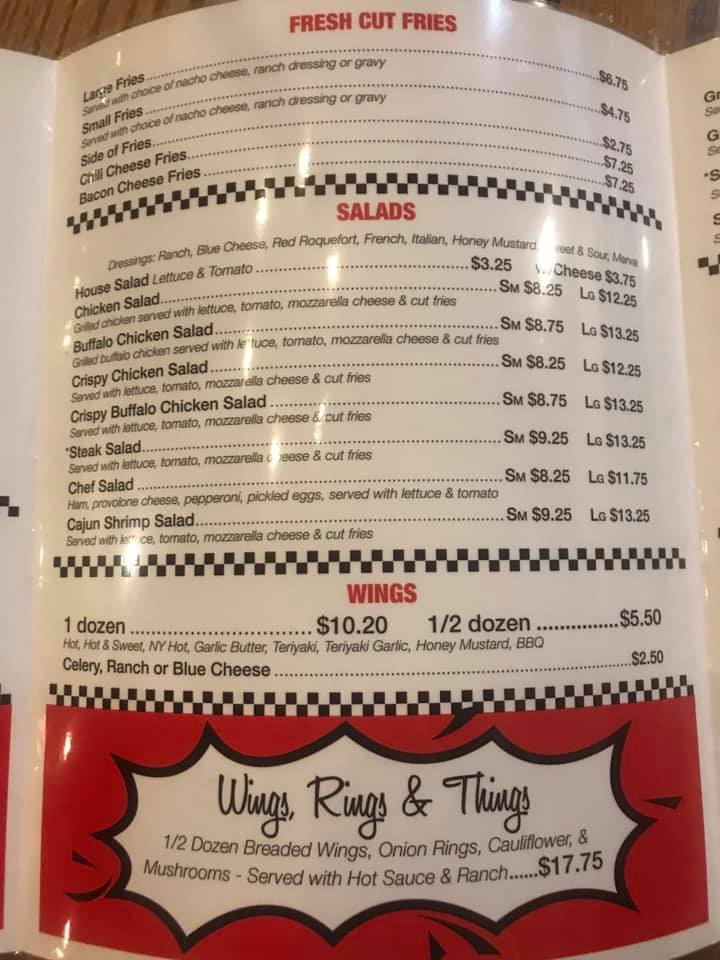 FRESH CUT FRIES
Large Fries............$6.75
Served with choice of nacho cheese, ranch dressing or gravy
Small Fries............$4.75
Served with choice of nacho cheese, ranch dressing or gravy
Side of Fries............$2.75
Chili Cheese Fries............$7.25
Bacon Cheese Fries............$7.25
SALADS
Dressings: Ranch, Blue Cheese, Red Roquefort, French, Italian, Honey Mustard, & Sour,
House Salad Lettuce & Tomato............$3.25 W/Cheese $3.75
Chicken Salad............SM $8.25 LG $12.25
Grilled chicken served with lettuce, tomato, mozzarella cheese & cut fries
Buffalo Chicken Salad............SM $8.75 LG $13.25
Grilled buffalo chicken served with lettuce, tomato, mozzarella cheese & cut fries
Crispy Chicken Salad............SM $8.25 LG $12.25
Served with lettuce, tomato, mozzarella cheese & cut fries
Crispy Buffalo Chicken Salad............SM $8.75 LG $13.25
Served with lettuce, tomato, mozzarella cheese & cut fries
*Steak Salad............SM $9.25 LG $13.25
Served with lettuce, tomato, mozzarella cheese & cut fries
Chef Salad............SM $8.25 LG $11.75
Ham, provolone cheese, pepperoni, pickled eggs, served with lettuce & tomato
Cajun Shrimp Salad............SM $9.25 LG $13.25
Served with lettuce, tomato, mozzarella cheese & cut fries
WINGS
1 dozen............$10.20 1/2 dozen............$5.50
Hot, Hot & Sweet, NY Hot, Garlic Butter, Teriyaki, Teriyaki Garlic, Honey Mustard, BBQ
Celery, Ranch or Blue Cheese............$2.50
Wings, Rings & Things
1/2 Dozen Breaded Wings, Onion Rings, Cauliflower, &
Mushrooms - Served with Hot Sauce & Ranch......$17.75